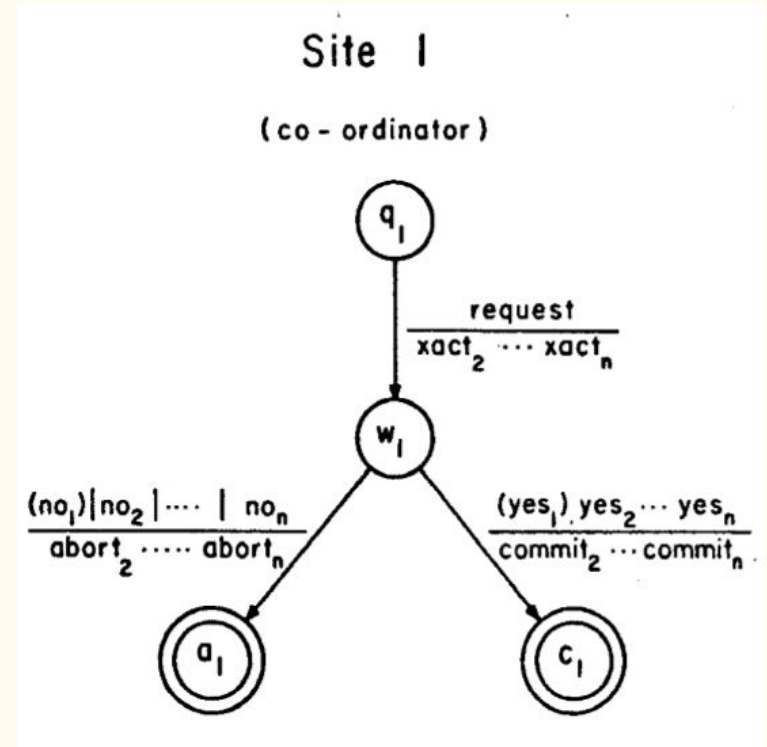 Site 1
(co-ordinator)
q₁
request
xact₂ ··· xactₙ
w₁
(no₁)|no₂|····| noₙ
abort₂ ····· abortₙ
(yes₁) yes₂ ··· yesₙ
commit₂ ··· commitₙ
a₁
c₁